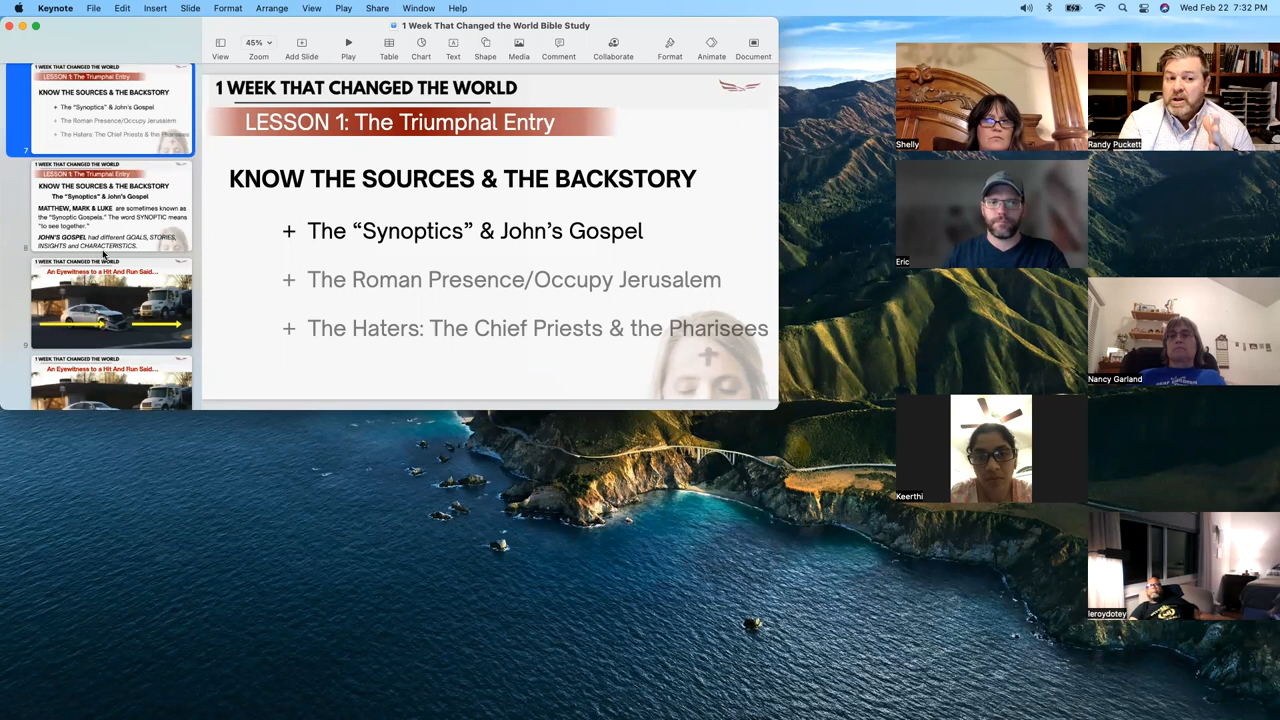 Keynote File Edit Insert Slide Format Arrange View Play Share Window Help Wed Feb 22 7:32 PM
1 Week That Changed the World Bible Study
45%
View Zoom Add Slide Play Table Chart Text Shape Media Comment Collaborate Format Animate Document
LESSON 1: The Triumphal Entry
KNOW THE SOURCES & THE BACKSTORY
+ The “Synoptics” & John's Gospel
+ The Roman Presence/Occupy Jerusalem
+ The Haters: The Chief Priests & the Pharisees
7
1 WEEK THAT CHANGED THE WORLD
LESSON 1: The Triumphal Entry
KNOW THE SOURCES & THE BACKSTORY
The “Synoptics” & John's Gospel
MATTHEW, MARK & LUKE are sometimes known as
the “Synoptic Gospels.” The word SYNOPTIC means
“to see together.”
JOHN'S GOSPEL had different GOALS, STORIES,
INSIGHTS and CHARACTERISTICS.
8
1 WEEK THAT CHANGED THE WORLD
An Eyewitness to a Hit And Run Said...
9
1 WEEK THAT CHANGED THE WORLD
An Eyewitness to a Hit And Run Said...
1 WEEK THAT CHANGED THE WORLD
LESSON 1: The Triumphal Entry
KNOW THE SOURCES & THE BACKSTORY
+ The “Synoptics” & John's Gospel
+ The Roman Presence/Occupy Jerusalem
+ The Haters: The Chief Priests & the Pharisees
Shelly
Randy Puckett
Eric
Nancy Garland
Keerthi
leroydotey